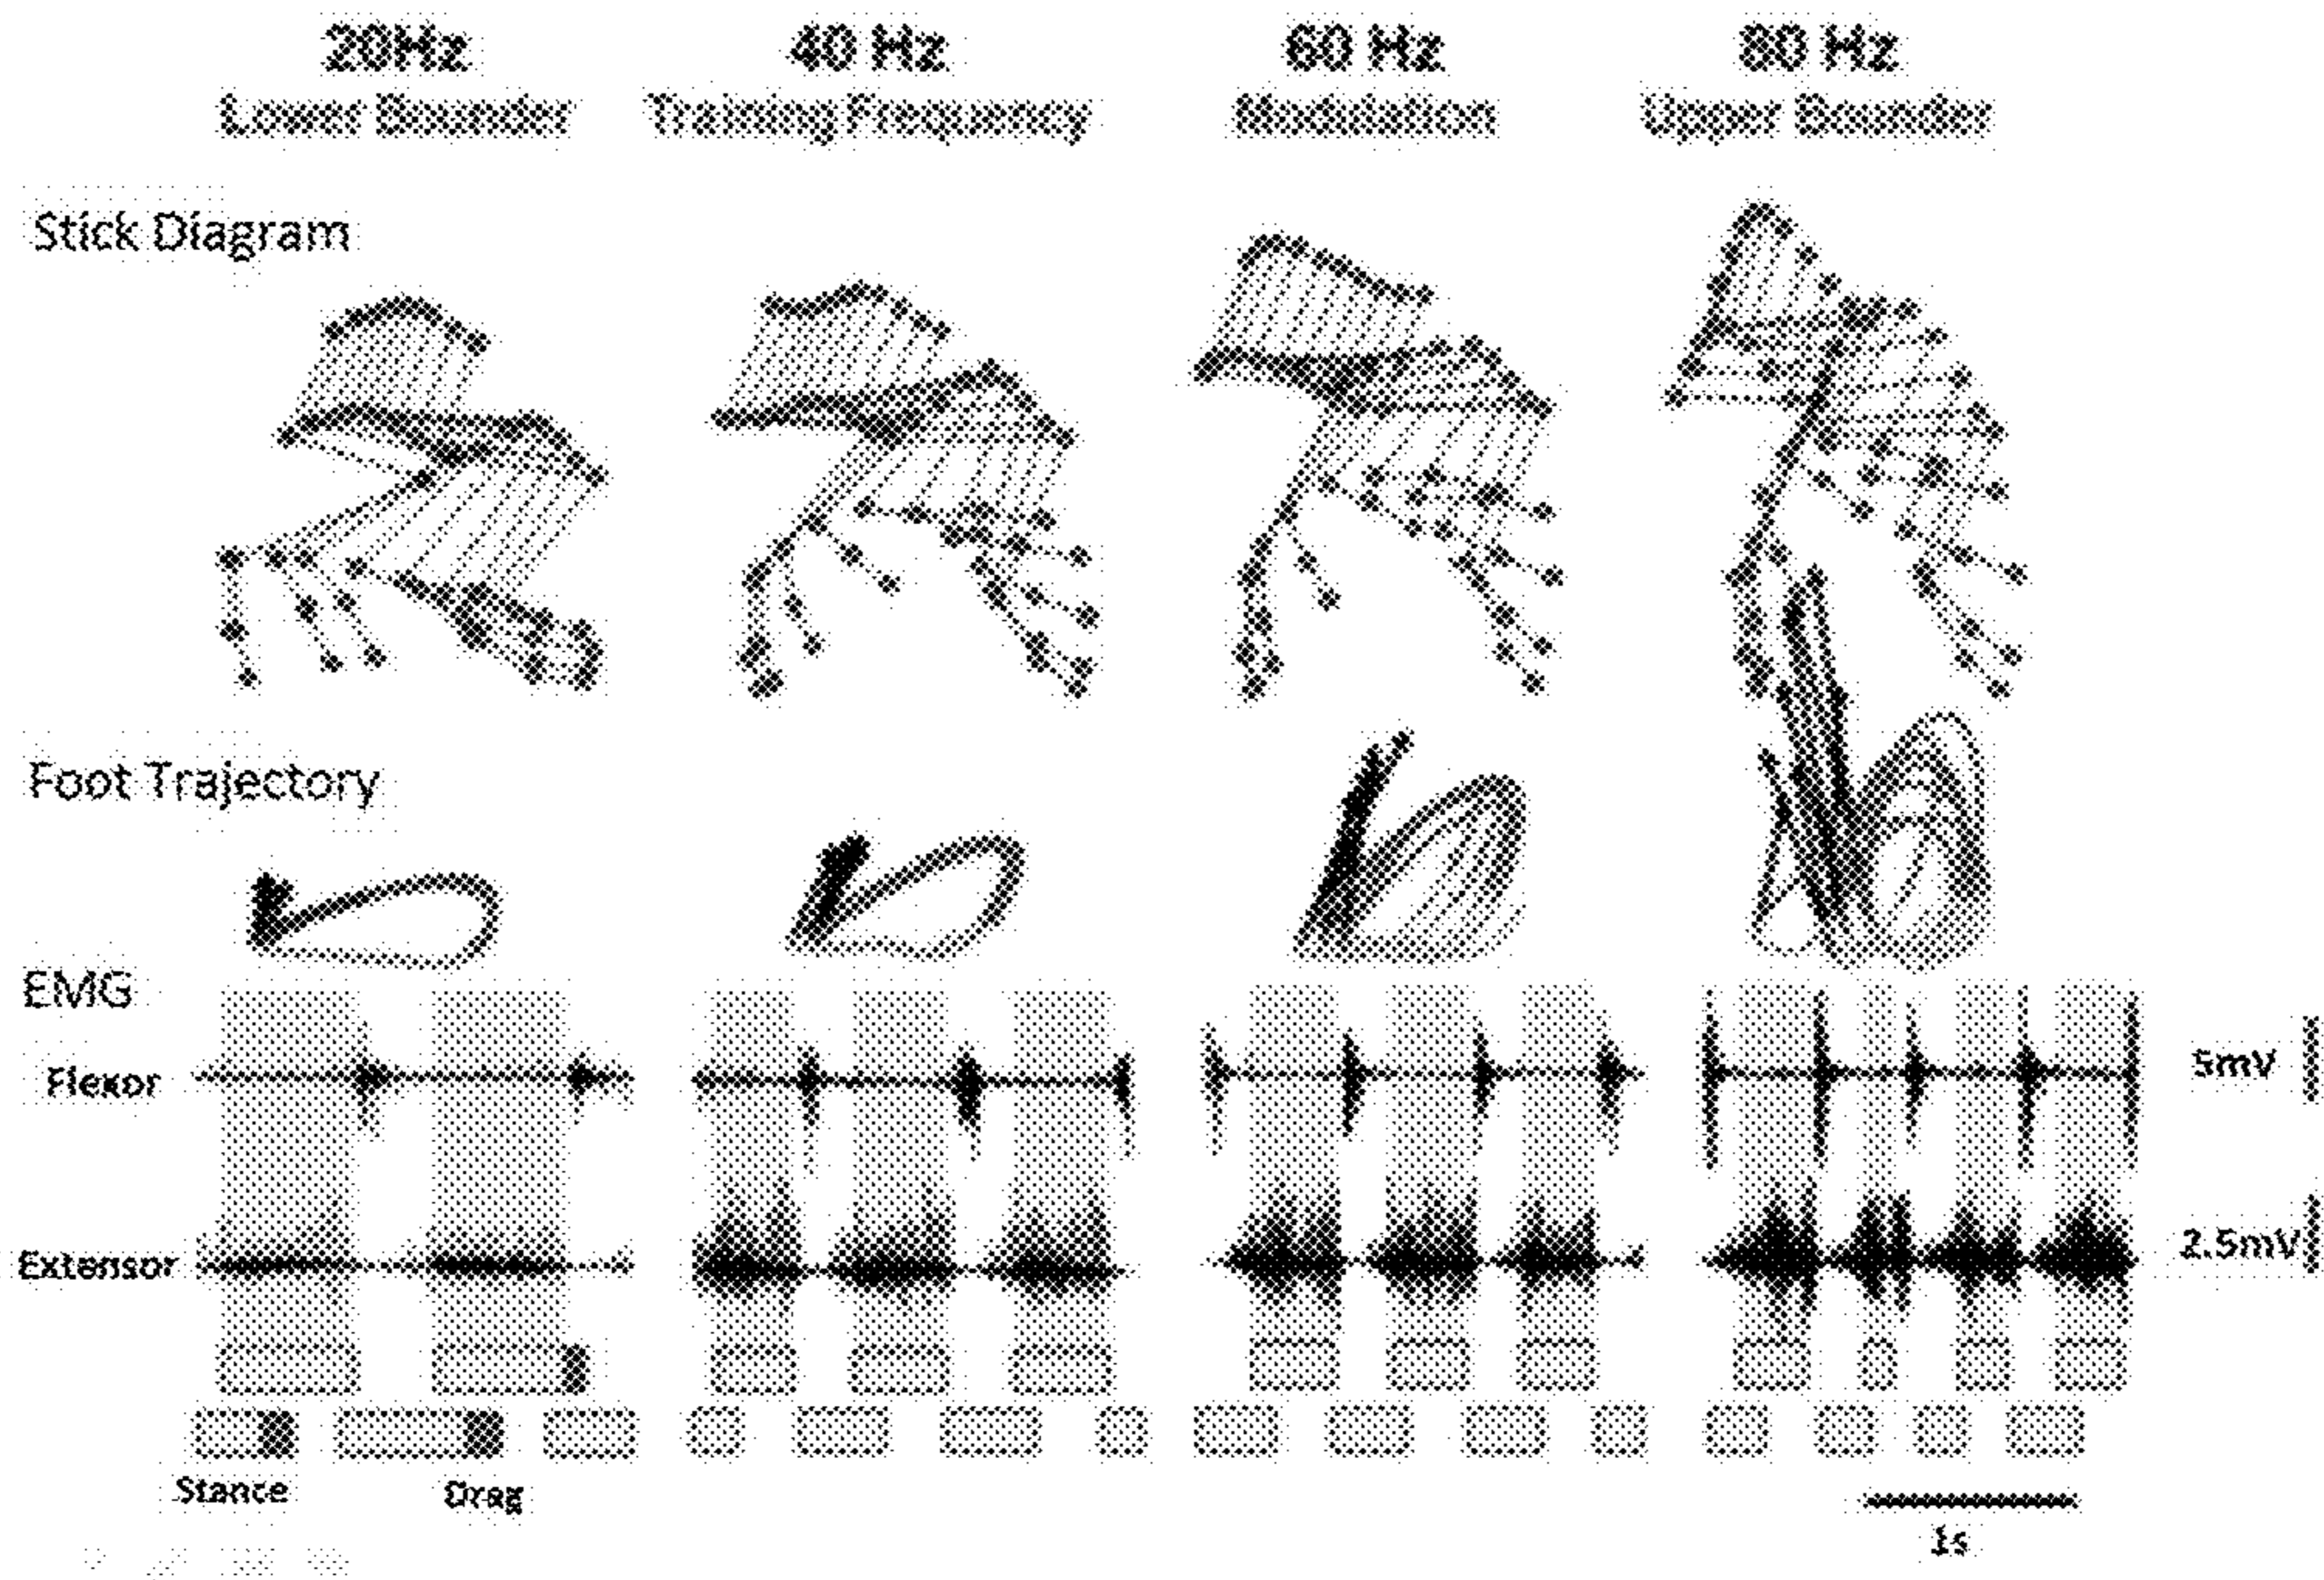 20Hz 40 Hz 60 Hz 80 Hz
Lower Bounder Training Frequency Modulation Upper Bounder
Stick Diagram
Foot Trajectory
EMG
Flexor 5mV
Extensor 2.5mV
Stance Drag
1s